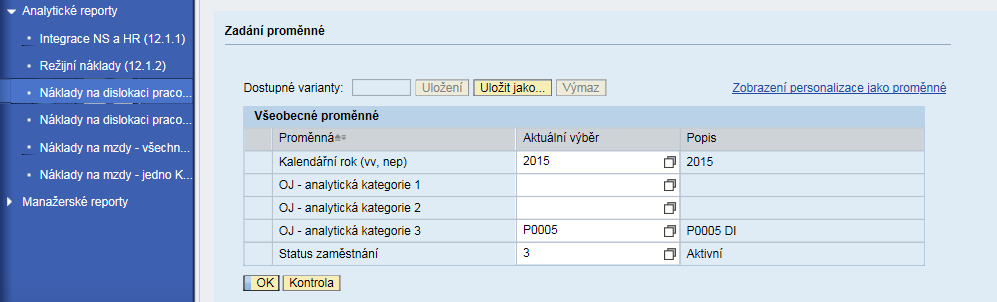 Analytické reporty
Integrace NS a HR (12.1.1)
Režijní náklady (12.1.2)
Náklady na dislokaci praco...
Náklady na dislokaci praco...
Náklady na mzdy - všechn...
Náklady na mzdy - jedno K...
Manažerské reporty
Zadání proměnné
Dostupné varianty: Uložení Uložit jako... Výmaz Zobrazení personalizace jako proměnné
Všeobecné proměnné
Proměnná Aktuální výběr Popis
Kalendářní rok (vv, nep) 2015 2015
OJ - analytická kategorie 1
OJ - analytická kategorie 2
OJ - analytická kategorie 3 P0005 P0005 DI
Status zaměstnání 3 Aktivní
OK Kontrola